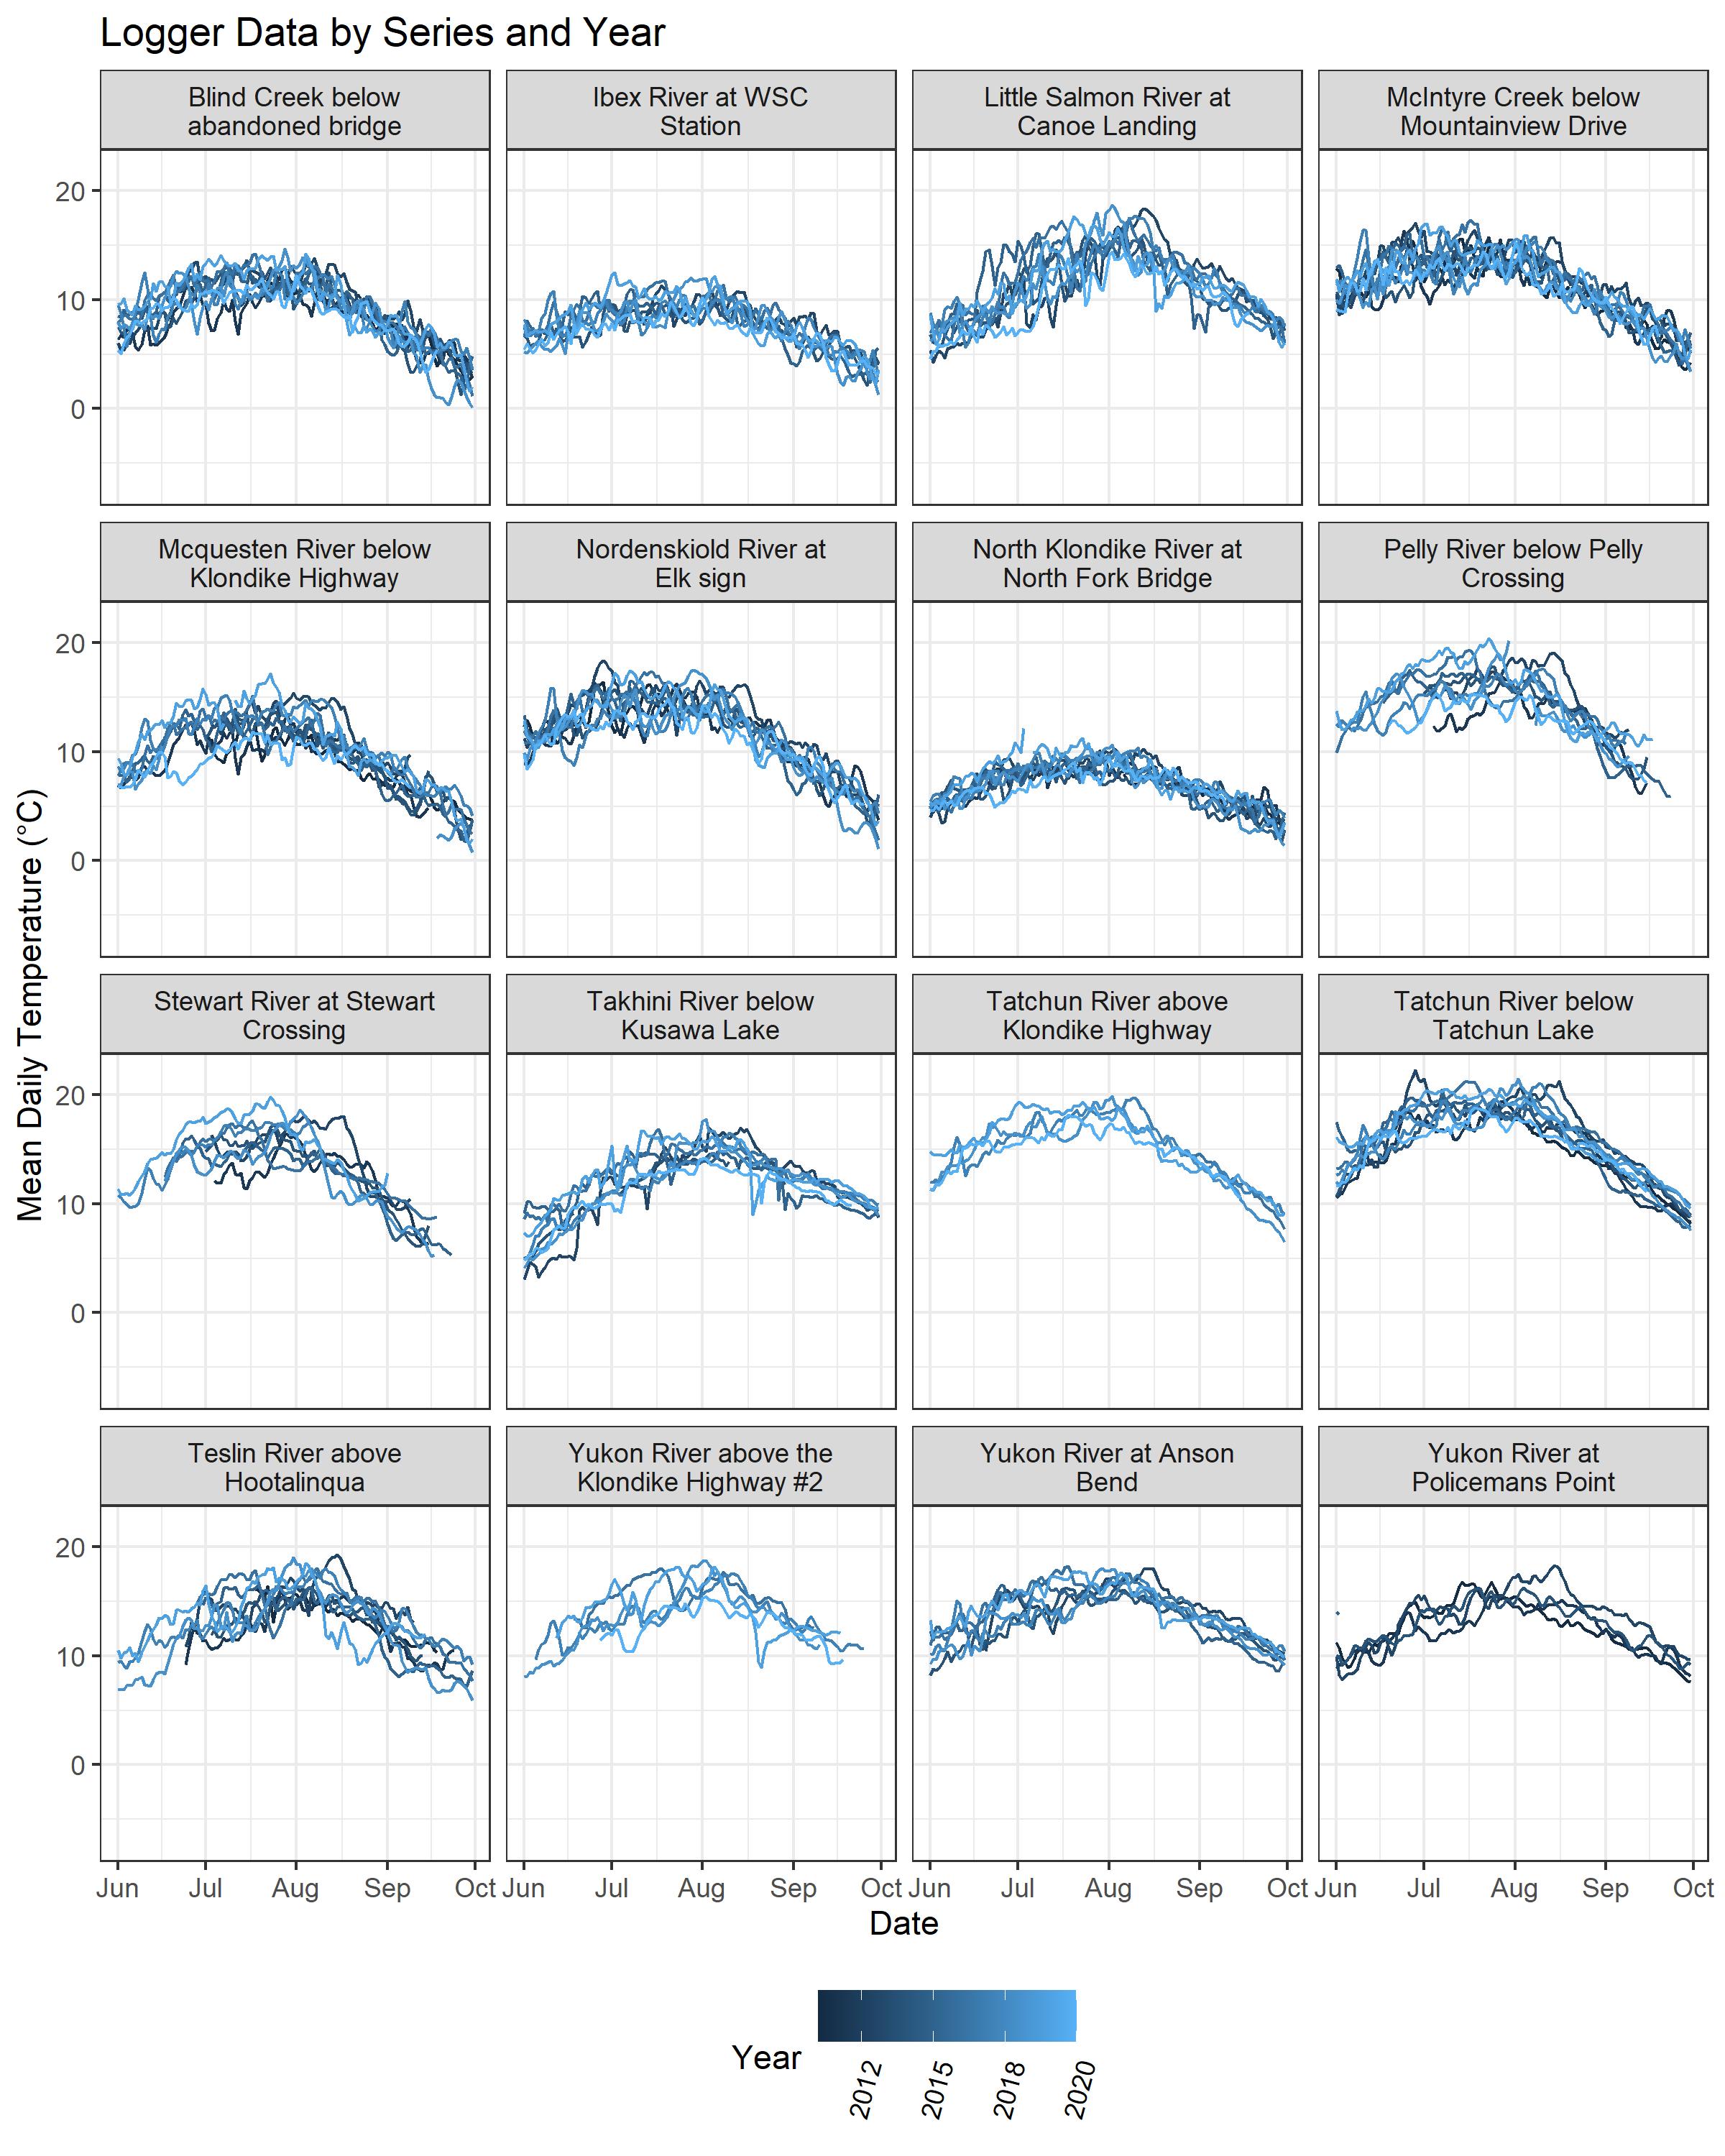 Logger Data by Series and Year
Blind Creek below
abandoned bridge
Ibex River at WSC
Station
Little Salmon River at
Canoe Landing
McIntyre Creek below
Mountainview Drive
20
10
0
Mcquesten River below
Klondike Highway
Nordenskiold River at
Elk sign
North Klondike River at
North Fork Bridge
Pelly River below Pelly
Crossing
20
10
0
Mean Daily Temperature (°C)
Stewart River at Stewart
Crossing
Takhini River below
Kusawa Lake
Tatchun River above
Klondike Highway
Tatchun River below
Tatchun Lake
20
10
0
Teslin River above
Hootalinqua
Yukon River above the
Klondike Highway #2
Yukon River at Anson
Bend
Yukon River at
Policemans Point
20
10
0
Jun Jul Aug Sep Oct Jun Jul Aug Sep Oct Jun Jul Aug Sep Oct Jun Jul Aug Sep Oct
Date
Year
2012 2015 2018 2020